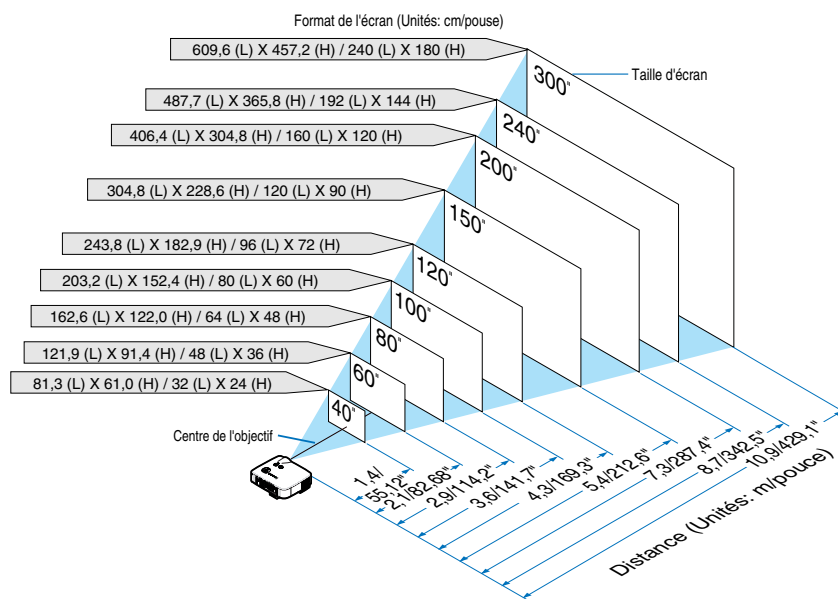 Format de l'écran (Unités: cm/pouse)
609,6 (L) X 457,2 (H) / 240 (L) X 180 (H)
Taille d'écran
300"
487,7 (L) X 365,8 (H) / 192 (L) X 144 (H)
240"
406,4 (L) X 304,8 (H) / 160 (L) X 120 (H)
200"
304,8 (L) X 228,6 (H) / 120 (L) X 90 (H)
150"
243,8 (L) X 182,9 (H) / 96 (L) X 72 (H)
120"
203,2 (L) X 152,4 (H) / 80 (L) X 60 (H)
100"
162,6 (L) X 122,0 (H) / 64 (L) X 48 (H)
80"
121,9 (L) X 91,4 (H) / 48 (L) X 36 (H)
60"
81,3 (L) X 61,0 (H) / 32 (L) X 24 (H)
40"
Centre de l'objectif
1,4/
55,12"
2,1/82,68"
2,9/114,2"
3,6/141,7"
4,3/169,3"
5,4/212,6"
7,3/287,4"
8,7/342,5"
10,9/429,1"
Distance (Unités: m/pouce)